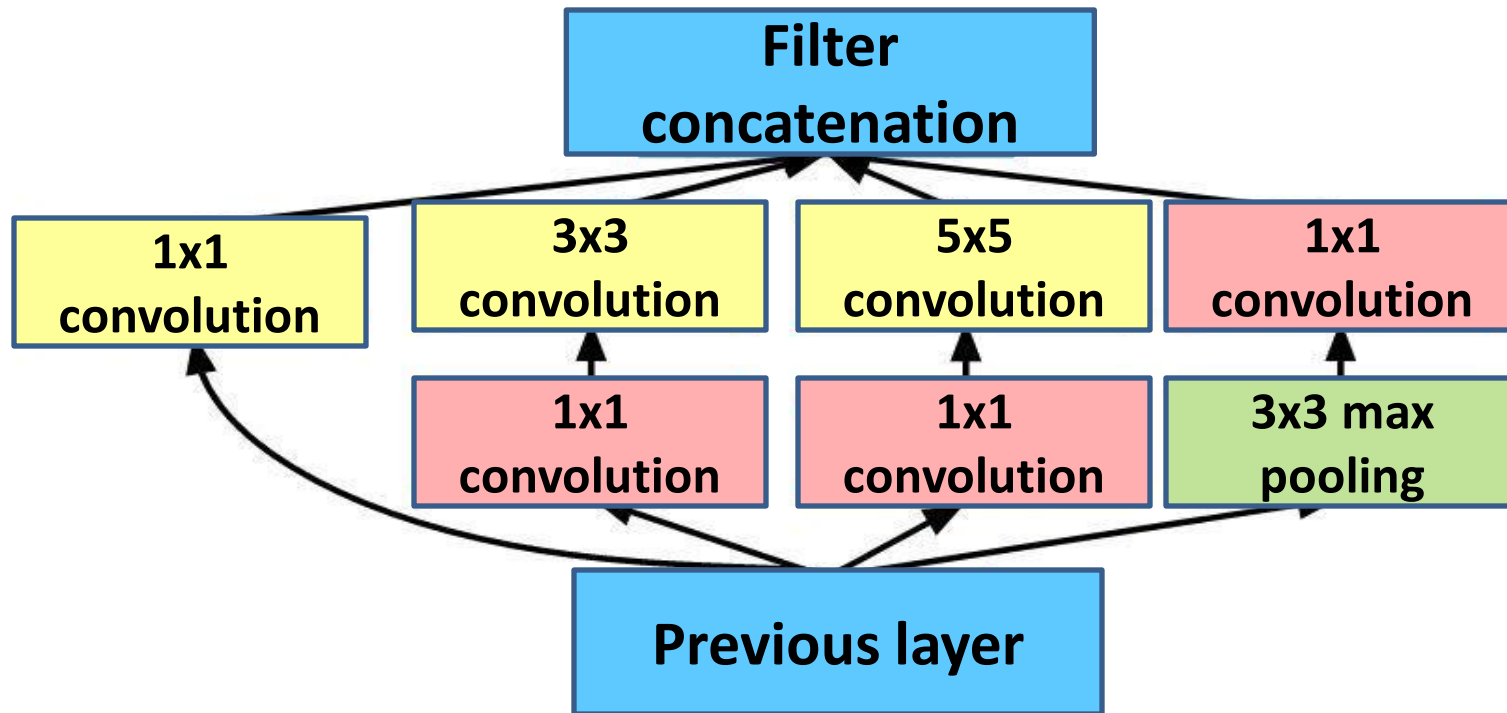 Filter
concatenation
1x1
convolution
3x3
convolution
5x5
convolution
1x1
convolution
1x1
convolution
1x1
convolution
3x3 max
pooling
Previous layer